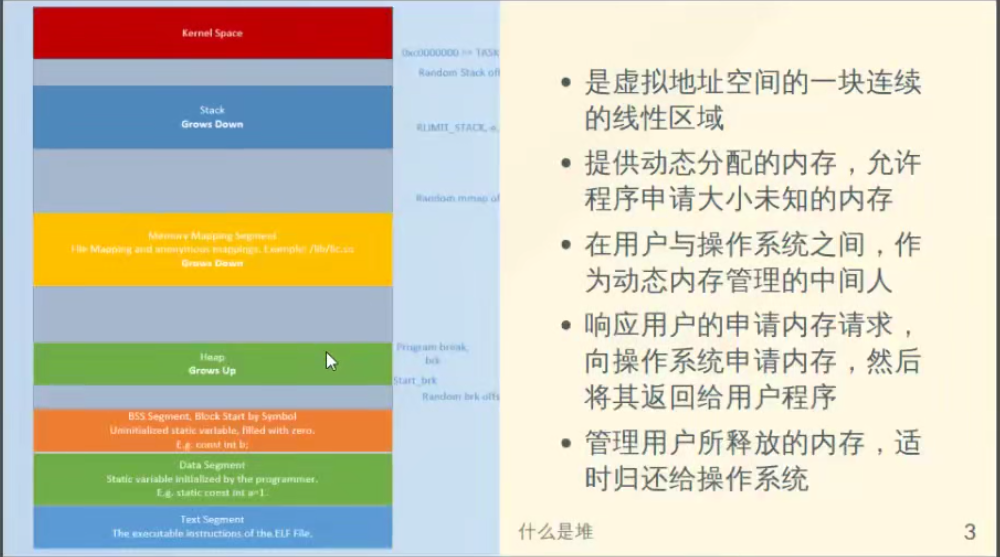 Kernel Space
0xc0000000 == TASK
Random Stack off
Stack
Grows Down
RLIMIT_STACK, e.
Random mmap of
Memory Mapping Segment
File Mapping and anonymous mappings. Example: /lib/libc.so
Grows Down
Program break,
brk
Heap
Grows Up
Start_brk
Random brk offs
BSS Segment, Block Start by Symbol
Uninitialized static variable, filled with zero.
E.g. const int b;
Data Segment
Static variable initialized by the programmer.
E.g. static const int a=1.
Text Segment
The executable instructions of the ELF File.
是虚拟地址空间的一块连续
的线性区域
提供动态分配的内存，允许
程序申请大小未知的内存
在用户与操作系统之间，作
为动态内存管理的中间人
响应用户的申请内存请求，
向操作系统申请内存，然后
将其返回给用户程序
管理用户所释放的内存，适
时归还给操作系统
什么是堆
3